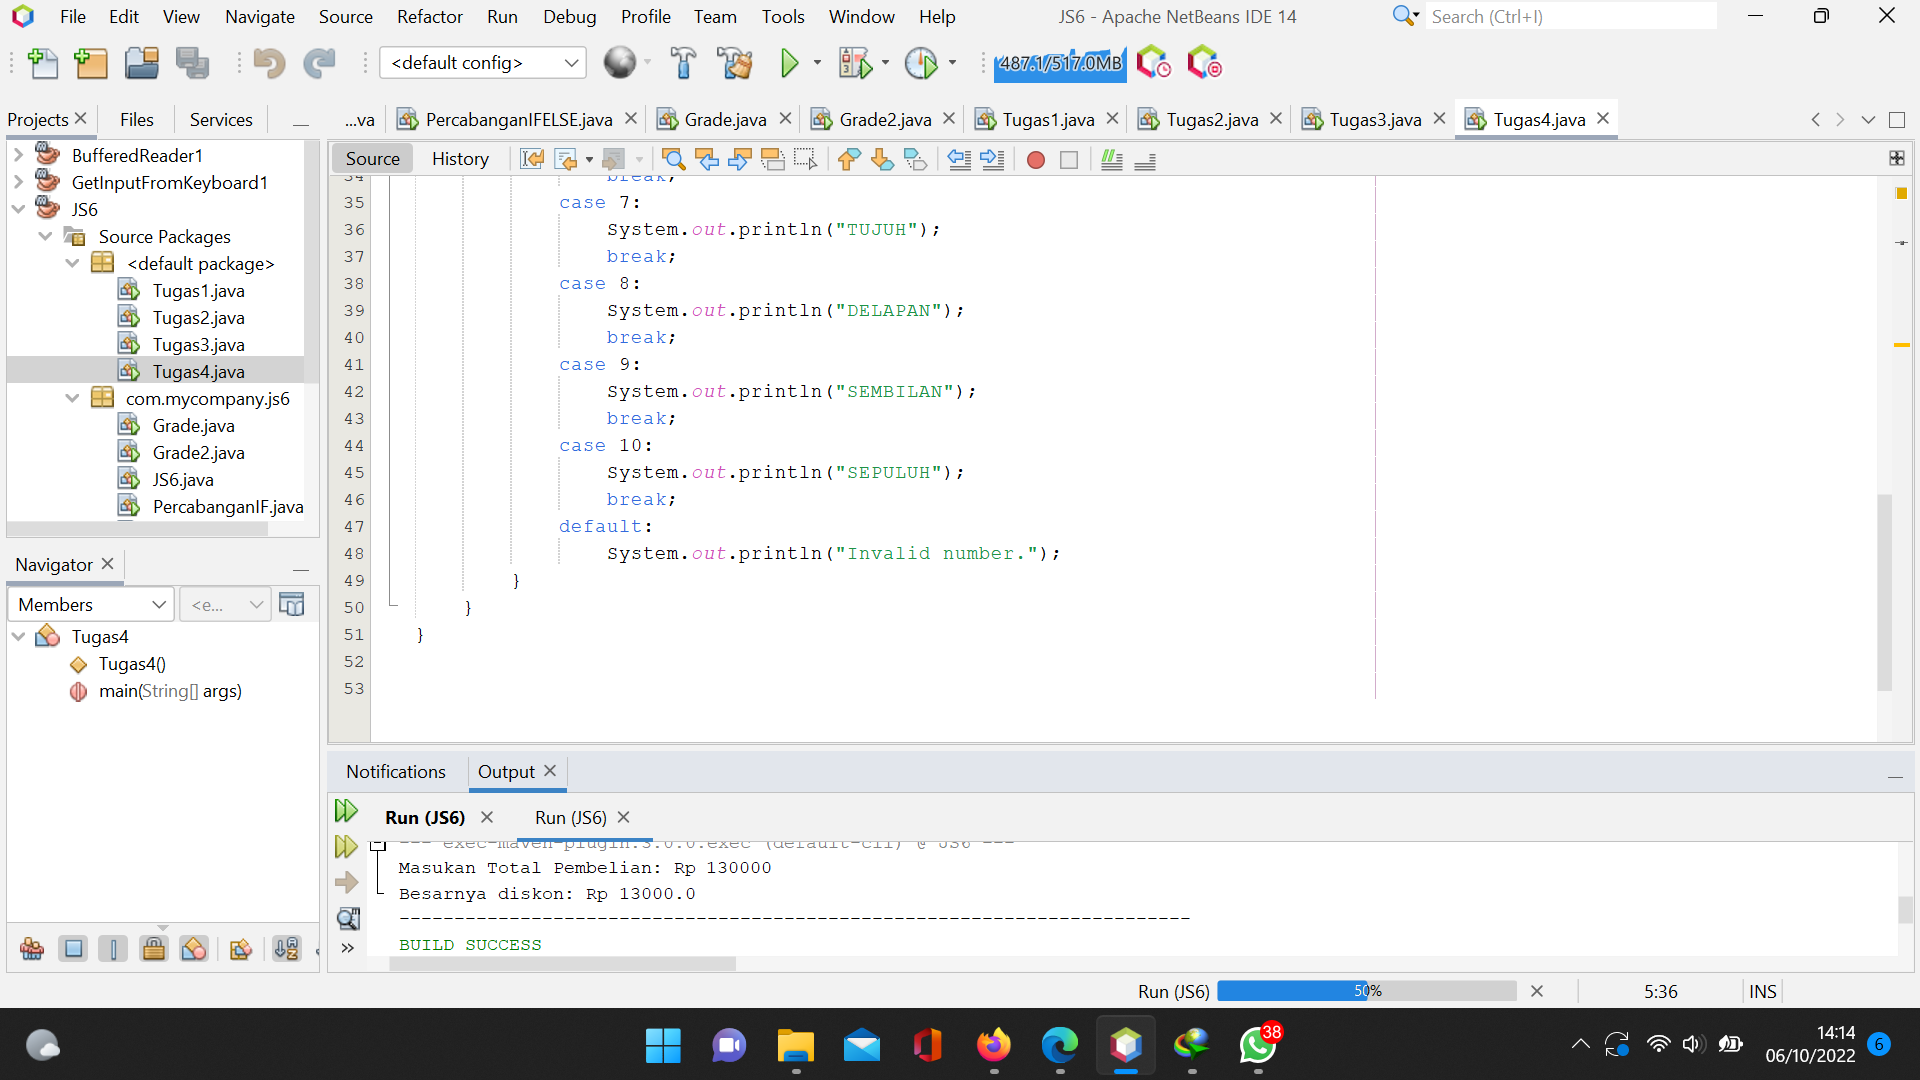 File Edit View Navigate Source Refactor Run Debug Profile Team Tools Window Help
JS6 - Apache NetBeans IDE 14
Search (Ctrl+I)
<default config>
487.1/517.0MB
Projects Files Services
...va PercabanganIFELSE.java Grade.java Grade2.java Tugas1.java Tugas2.java Tugas3.java Tugas4.java
BufferedReader1
GetInputFromKeyboard1
JS6
Source Packages
<default package>
Tugas1.java
Tugas2.java
Tugas3.java
Tugas4.java
com.mycompany.js6
Grade.java
Grade2.java
JS6.java
PercabanganIF.java
Source History
34 break;
35 case 7:
36 System.out.println("TUJUH");
37 break;
38 case 8:
39 System.out.println("DELAPAN");
40 break;
41 case 9:
42 System.out.println("SEMBILAN");
43 break;
44 case 10:
45 System.out.println("SEPULUH");
46 break;
47 default:
48 System.out.println("Invalid number.");
49 }
50 }
51 }
52
53
Navigator
Members <e...
Tugas4
Tugas4()
main(String[] args)
Notifications Output
Run (JS6) Run (JS6)
--- exec-maven-plugin:3.0.0:exec (default-cli) @ JS6 ---
Masukan Total Pembelian: Rp 130000
Besarnya diskon: Rp 13000.0
------------------------------------------------------------------------
BUILD SUCCESS
Run (JS6) 50% 5:36 INS
38
14:14
06/10/2022
6